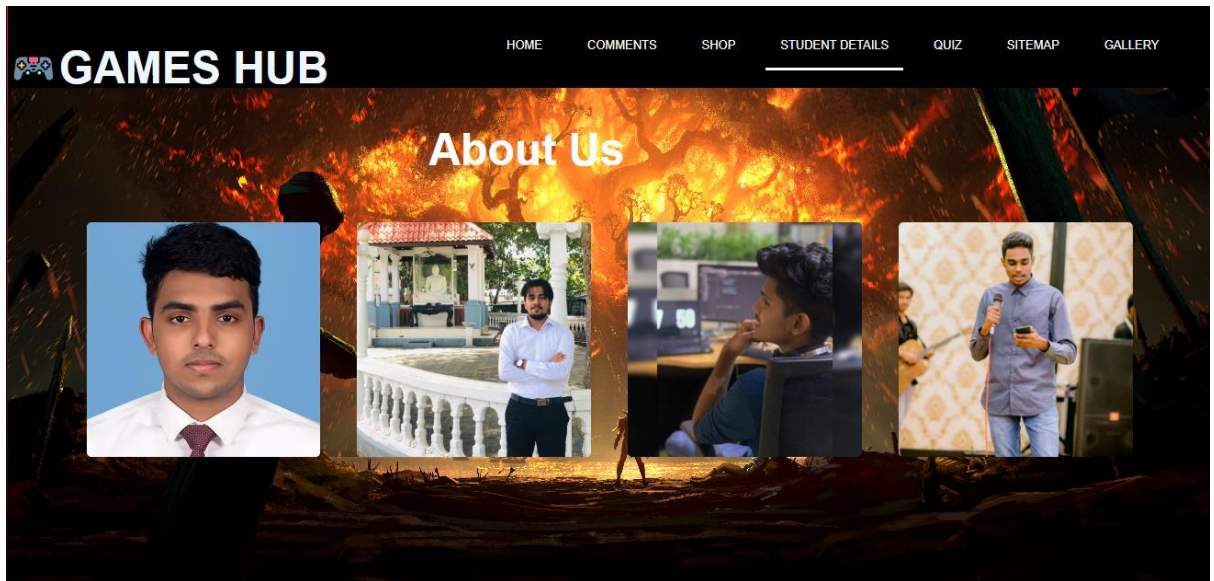 GAMES HUB
HOME COMMENTS SHOP STUDENT DETAILS QUIZ SITEMAP GALLERY
About Us